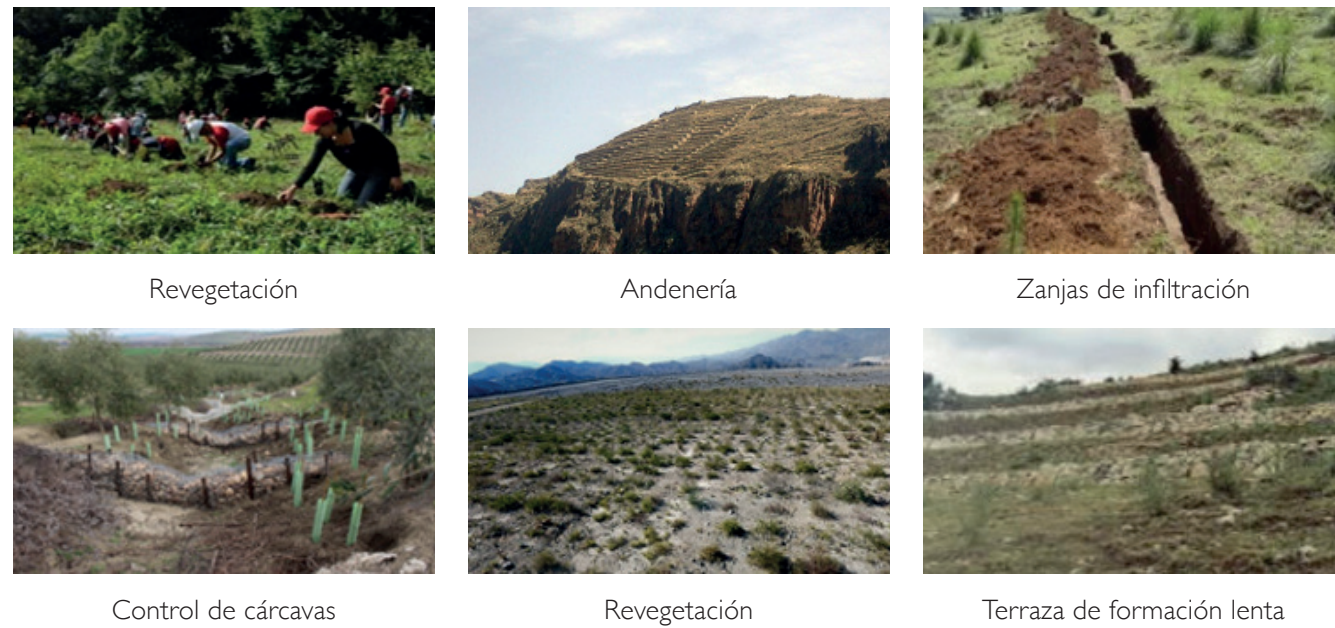 Revegetación
Andenería
Zanjas de infiltración
Control de cárcavas
Revegetación
Terraza de formación lenta